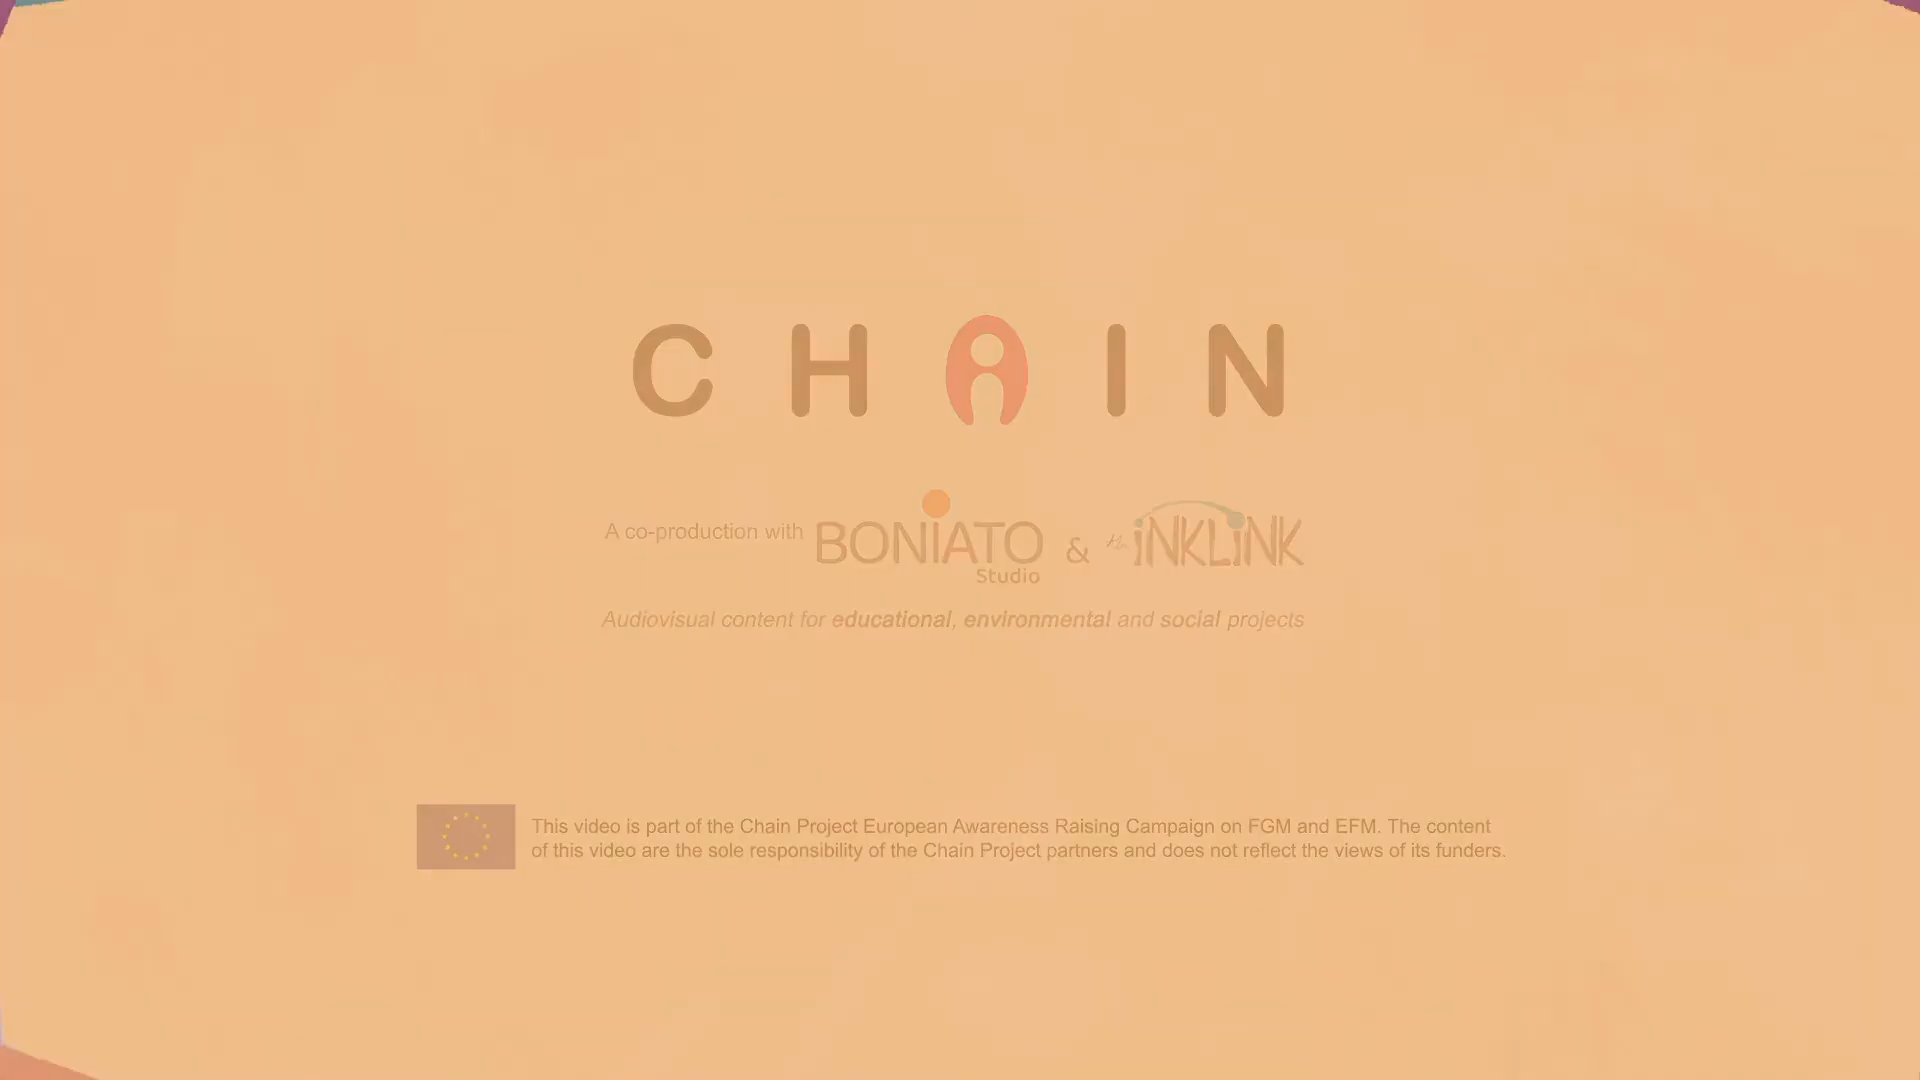 CHAIN
A co-production with BONiATO Studio & the iNKLiNK
Audiovisual content for educational, environmental and social projects
This video is part of the Chain Project European Awareness Raising Campaign on FGM and EFM. The content
of this video are the sole responsibility of the Chain Project partners and does not reflect the views of its funders.